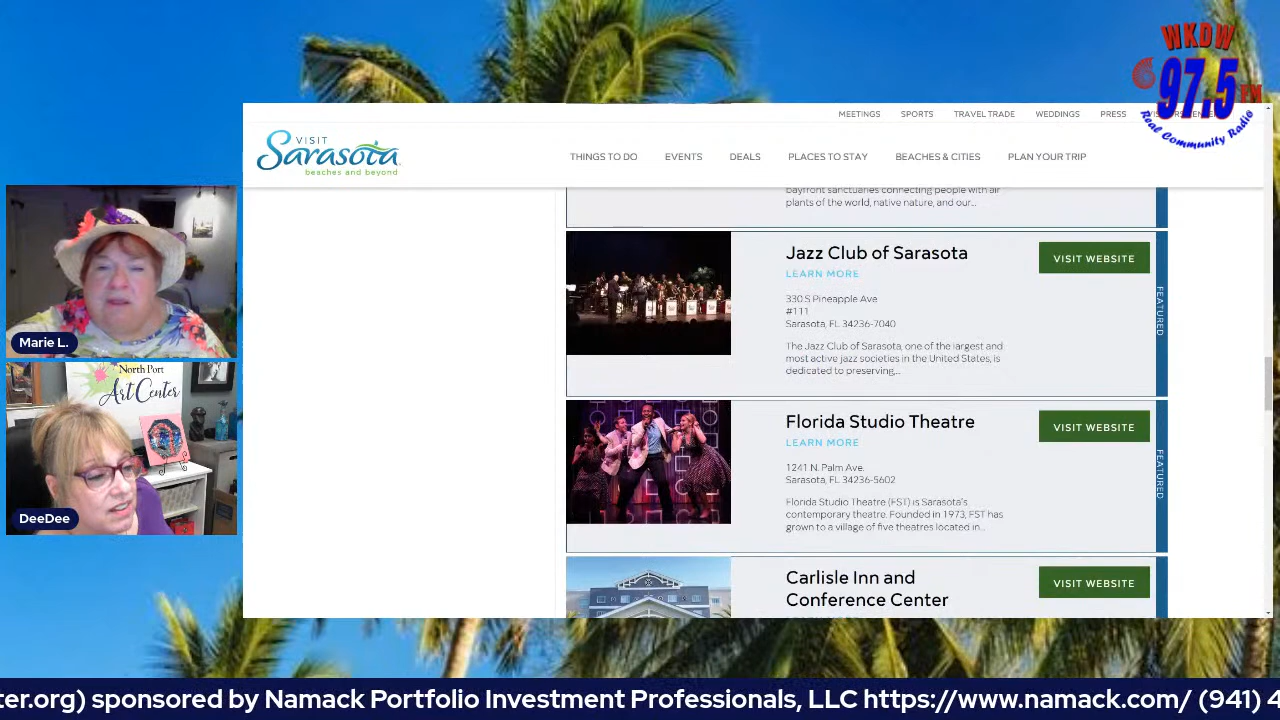 WKDW
97.5 FM
Real Community Radio
MEETINGS SPORTS TRAVEL TRADE WEDDINGS PRESS
VISIT
Sarasota
beaches and beyond
THINGS TO DO EVENTS DEALS PLACES TO STAY BEACHES & CITIES PLAN YOUR TRIP
bayfront sanctuaries connecting people with air
plants of the world, native nature, and our...
Jazz Club of Sarasota
VISIT WEBSITE
LEARN MORE
330 S Pineapple Ave
#111
Sarasota, FL 34236-7040
The Jazz Club of Sarasota, one of the largest and
most active jazz societies in the United States, is
dedicated to preserving...
FEATURED
Florida Studio Theatre
VISIT WEBSITE
LEARN MORE
1241 N. Palm Ave.
Sarasota, FL 34236-5602
Florida Studio Theatre (FST) is Sarasota's
contemporary theatre. Founded in 1973, FST has
grown to a village of five theatres located in...
FEATURED
Carlisle Inn and
Conference Center
VISIT WEBSITE
Marie L.
North Port
Art Center
DeeDee
ter.org) sponsored by Namack Portfolio Investment Professionals, LLC https://www.namack.com/ (941) 4